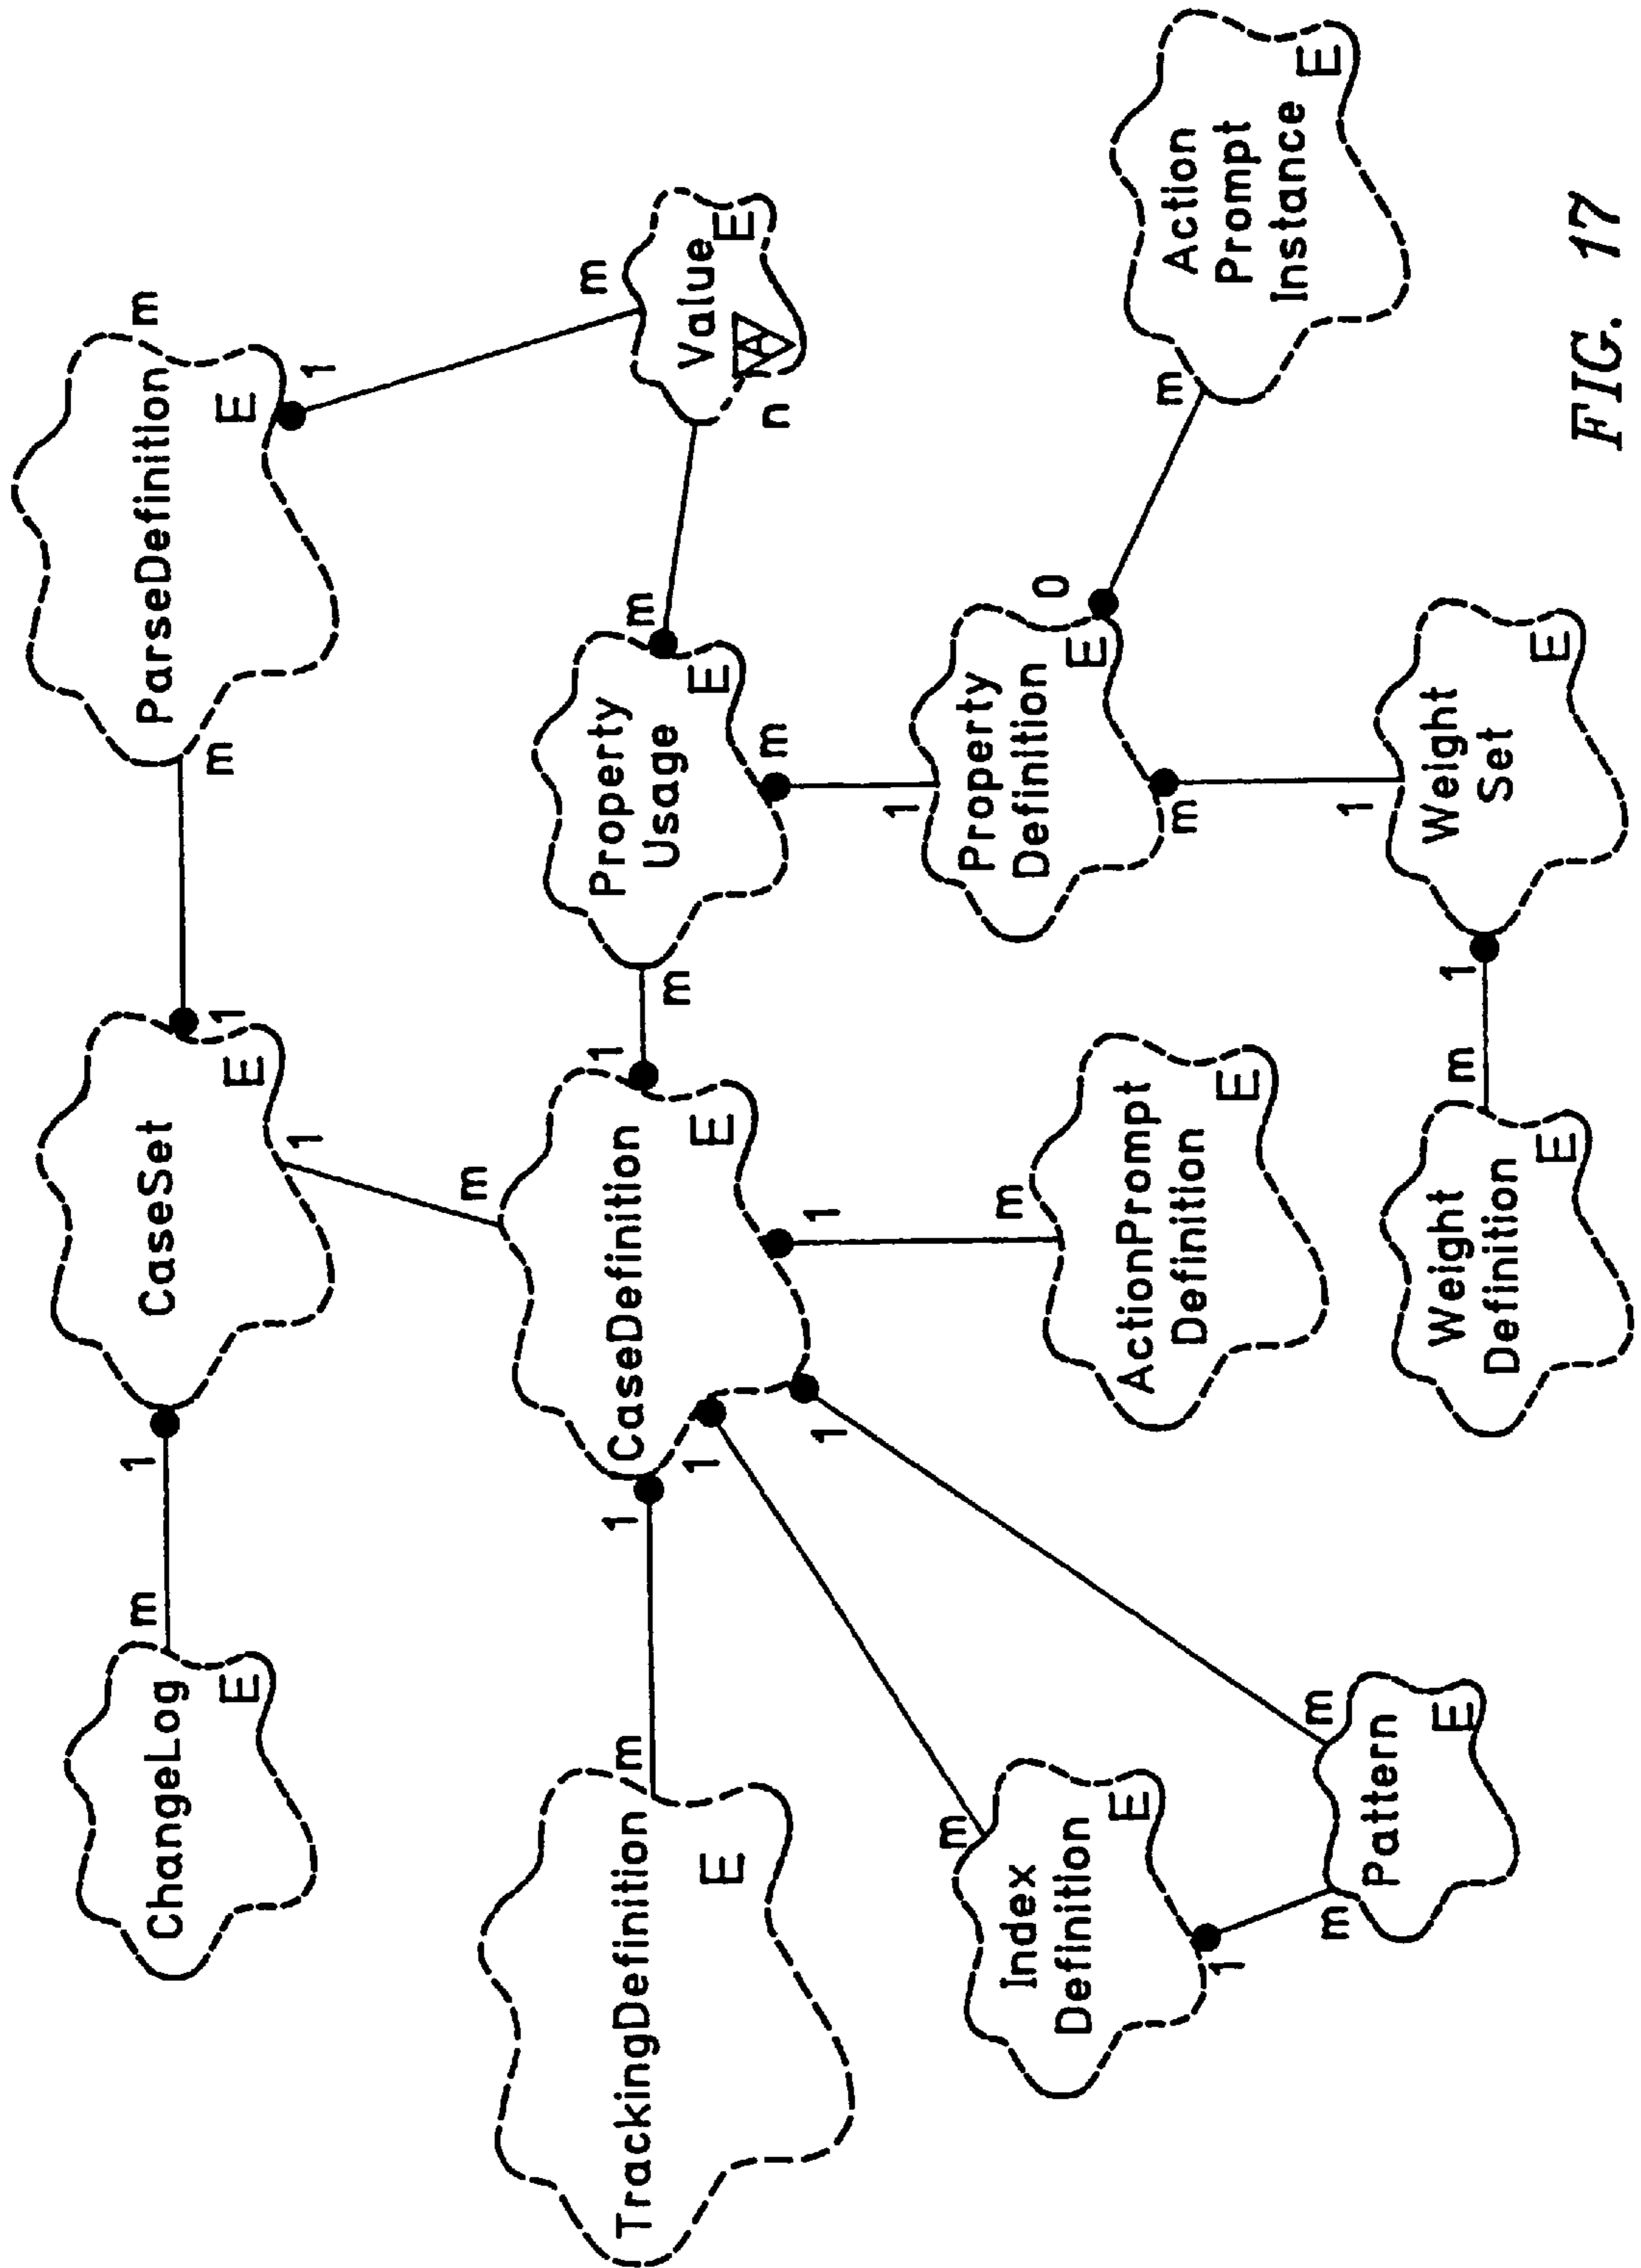 ChangeLog
E
m
1
CaseSet
E
1
1
m
ParseDefinition
E
m
1
TrackingDefinition
E
m
1
m
CaseDefinition
E
1
1
1
1
m
Property
Usage
E
m
m
m
Value
A
E
n
m
Index
Definition
E
1
m
ActionPrompt
Definition
E
1
Property
Definition
E
0
m
m
Action
Prompt
Instance
E
m
m
Pattern
E
Weight
Definition
E
m
1
1
Weight
Set
E
FIG. 17